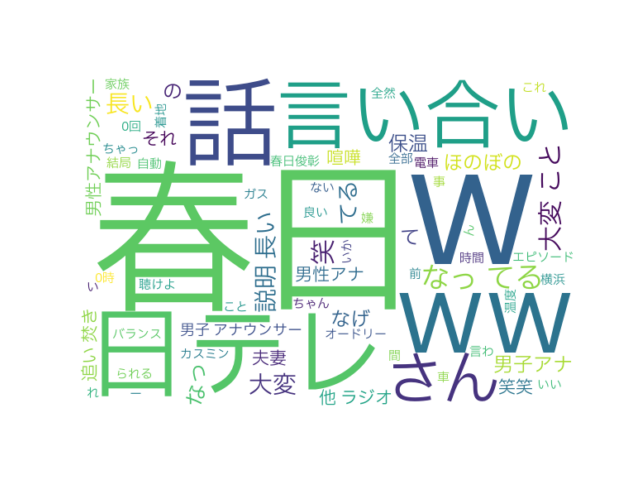 家族
長い
の
話
言い合い
全然
これ
男性アナウンサー
0回
着地
それ
ちゃっ
結局
自動
春日俊彰
喧嘩
保温
全部
電車
ほのぼの
大変
こと
春日
ガス
ない
てる
良い
嫌
事
W
ん
説明
長い
笑
いか
て
時間
エピソード
男性アナ
前
なっ
てる
横浜
0時
い
聴けよ
こと
ちゃん
温度
日テレ
WW
追い
焚き
バランス
男子
アナウンサー
なげ
オードリー
さん
間
言わ
カスミン
夫妻
男子アナ
られる
なっ
大変
車
笑笑
いい
れ
ー
他
ラジオ